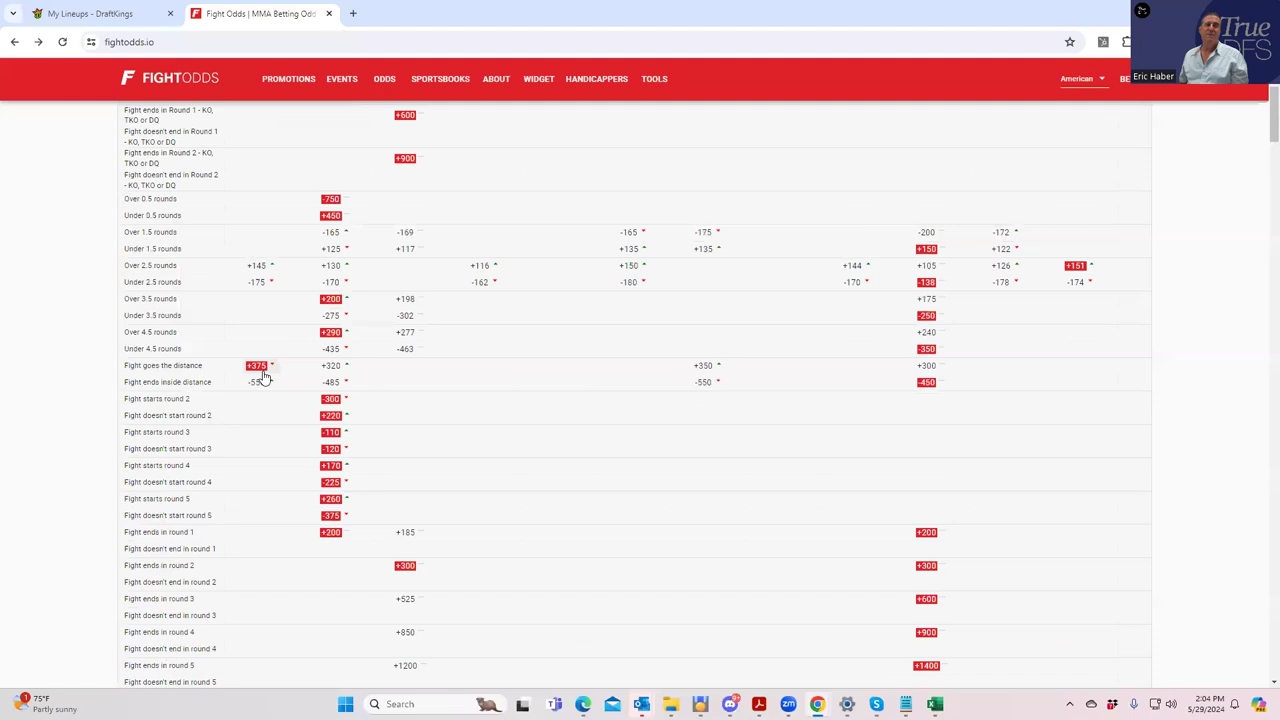 My Lineups - DraftKings
Fight Odds | MMA Betting Odd
fightodds.io
True
DFS
Eric Haber
FIGHTODDS PROMOTIONS EVENTS ODDS SPORTSBOOKS ABOUT WIDGET HANDICAPPERS TOOLS American BE
Fight ends in Round 1 - KO, TKO or DQ +600
Fight doesn't end in Round 1 - KO, TKO or DQ
Fight ends in Round 2 - KO, TKO or DQ +900
Fight doesn't end in Round 2 - KO, TKO or DQ
Over 0.5 rounds -750
Under 0.5 rounds +450
Over 1.5 rounds -165 -169 -165 -175 -200 -172
Under 1.5 rounds +125 +117 +135 +135 +150 +122
Over 2.5 rounds +145 +130 +116 +150 +144 +105 +126 +151
Under 2.5 rounds -175 -170 -162 -180 -170 -138 -178 -174
Over 3.5 rounds +200 +198 +175
Under 3.5 rounds -275 -302 -250
Over 4.5 rounds +290 +277 +240
Under 4.5 rounds -435 -463 -350
Fight goes the distance +375 +320 +350 +300
Fight ends inside distance -485 -550 -450
Fight starts round 2 -300
Fight doesn't start round 2 +220
Fight starts round 3 -110
Fight doesn't start round 3 -120
Fight starts round 4 +170
Fight doesn't start round 4 -225
Fight starts round 5 +260
Fight doesn't start round 5 -375
Fight ends in round 1 +200 +185 +200
Fight doesn't end in round 1
Fight ends in round 2 +300 +300
Fight doesn't end in round 2
Fight ends in round 3 +525 +600
Fight doesn't end in round 3
Fight ends in round 4 +850 +900
Fight doesn't end in round 4
Fight ends in round 5 +1200 +1400
Fight doesn't end in round 5
75°F
Partly sunny
Search
2:04 PM
5/29/2024